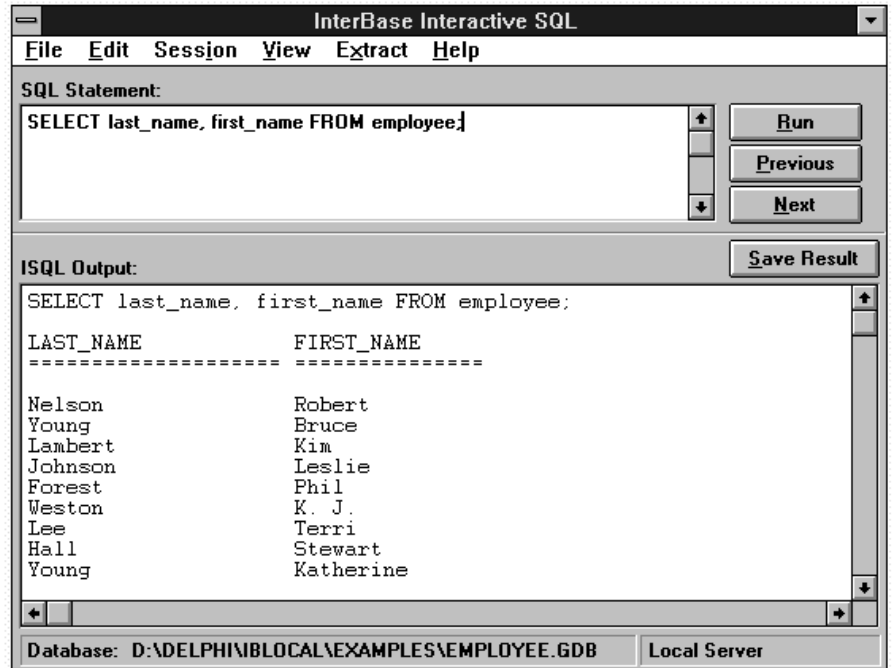 InterBase Interactive SQL
File Edit Session View Extract Help
SQL Statement:
SELECT last_name, first_name FROM employee;
Run
Previous
Next
Save Result
ISQL Output:
SELECT last_name, first_name FROM employee;
LAST_NAME FIRST_NAME
==================== ===============
Nelson Robert
Young Bruce
Lambert Kim
Johnson Leslie
Forest Phil
Weston K. J.
Lee Terri
Hall Stewart
Young Katherine
Database: D:\DELPHI\IBLOCAL\EXAMPLES\EMPLOYEE.GDB Local Server